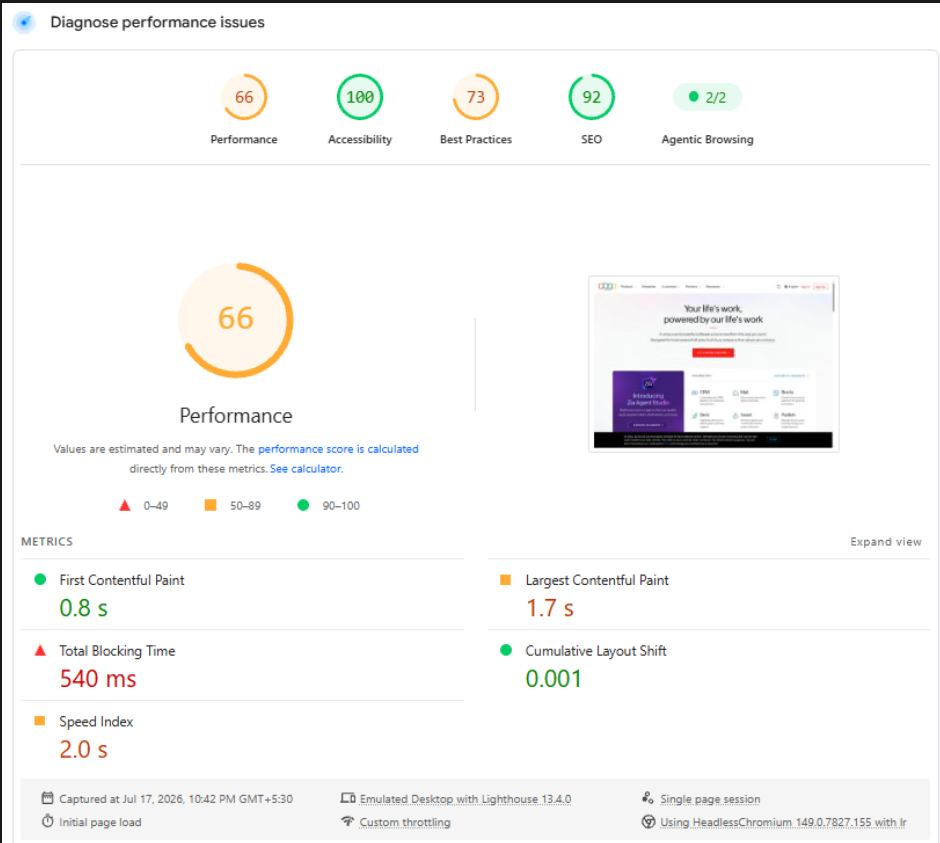 Diagnose performance issues
66
100
73
92
2/2
Performance
Accessibility
Best Practices
SEO
Agentic Browsing
66
Performance
Values are estimated and may vary. The performance score is calculated
directly from these metrics. See calculator.
0–49
50–89
90–100
Your life's work,
powered by our life's work
Introducing
Zia Agent Studio
CRM
Mail
Books
Desk
Publish
METRICS
Expand view
First Contentful Paint
0.8 s
Largest Contentful Paint
1.7 s
Total Blocking Time
540 ms
Cumulative Layout Shift
0.001
Speed Index
2.0 s
Captured at Jul 17, 2026, 10:42 PM GMT+5:30
Emulated Desktop with Lighthouse 13.4.0
Single page session
Initial page load
Custom throttling
Using HeadlessChromium 149.0.7827.155 with lr